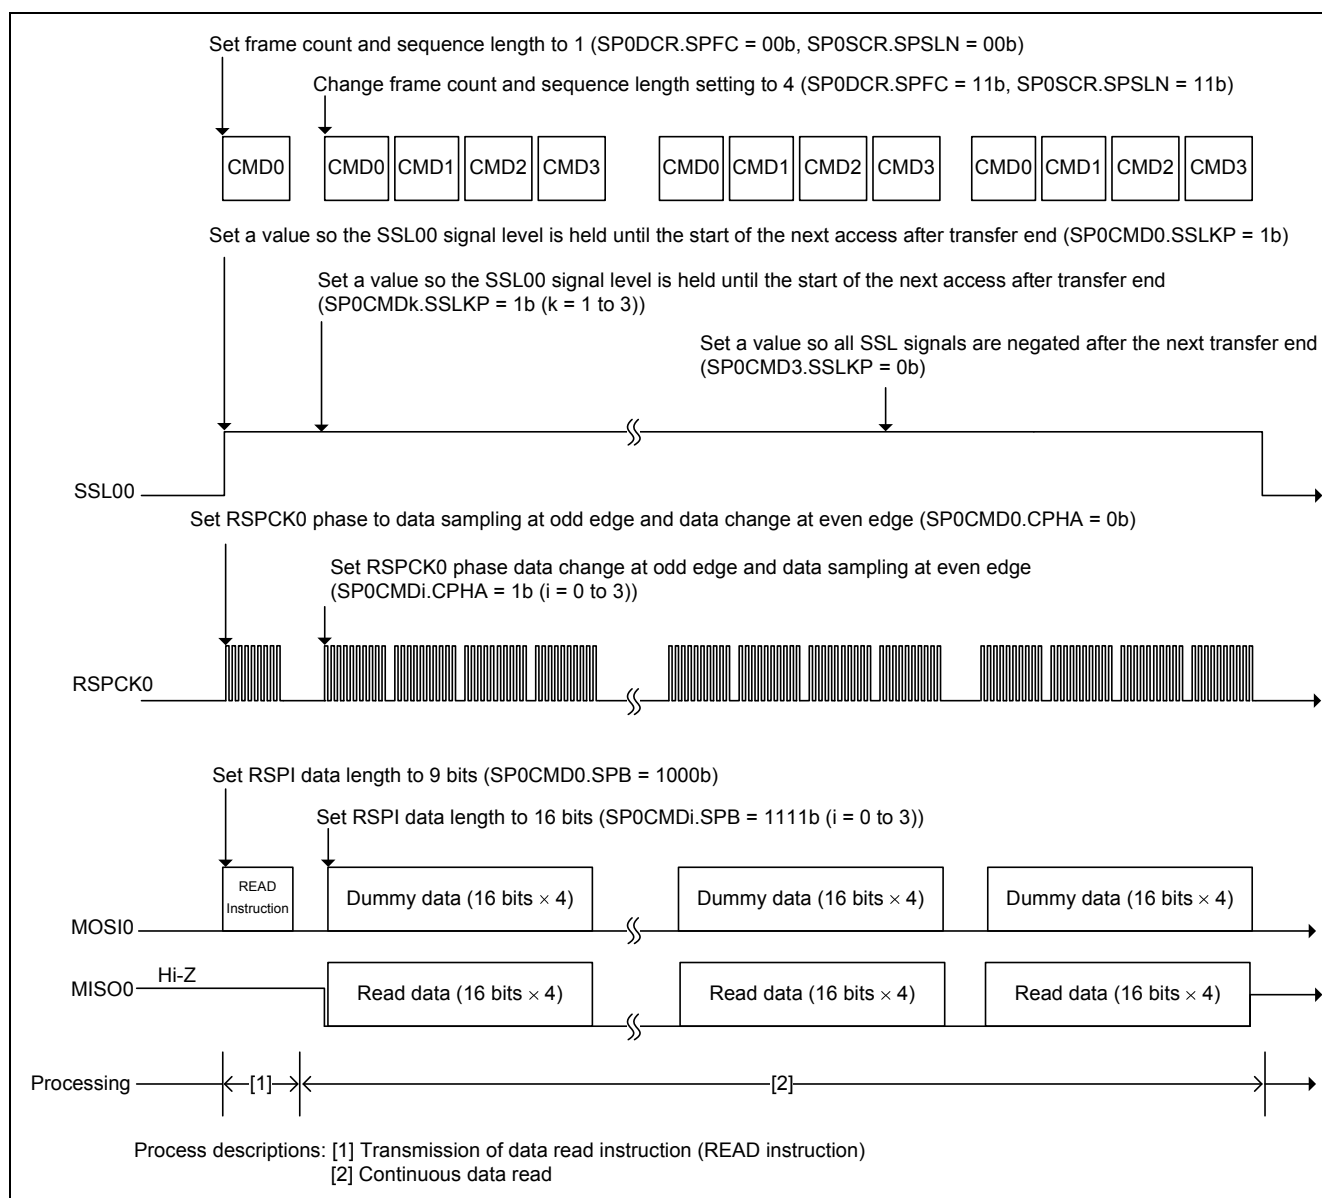 Set frame count and sequence length to 1 (SP0DCR.SPFC = 00b, SP0SCR.SPSLN = 00b)
Change frame count and sequence length setting to 4 (SP0DCR.SPFC = 11b, SP0SCR.SPSLN = 11b)
CMD0 CMD0 CMD1 CMD2 CMD3 CMD0 CMD1 CMD2 CMD3 CMD0 CMD1 CMD2 CMD3
Set a value so the SSL00 signal level is held until the start of the next access after transfer end (SP0CMD0.SSLKP = 1b)
Set a value so the SSL00 signal level is held until the start of the next access after transfer end
(SP0CMDk.SSLKP = 1b (k = 1 to 3))
Set a value so all SSL signals are negated after the next transfer end
(SP0CMD3.SSLKP = 0b)
SSL00
Set RSPCK0 phase to data sampling at odd edge and data change at even edge (SP0CMD0.CPHA = 0b)
Set RSPCK0 phase data change at odd edge and data sampling at even edge
(SP0CMDi.CPHA = 1b (i = 0 to 3))
RSPCK0
Set RSPI data length to 9 bits (SP0CMD0.SPB = 1000b)
Set RSPI data length to 16 bits (SP0CMDi.SPB = 1111b (i = 0 to 3))
READ
Instruction
Dummy data (16 bits × 4) Dummy data (16 bits × 4) Dummy data (16 bits × 4)
MOSI0
Hi-Z
MISO0
Read data (16 bits × 4) Read data (16 bits × 4) Read data (16 bits × 4)
Processing [1] [2]
Process descriptions: [1] Transmission of data read instruction (READ instruction)
[2] Continuous data read